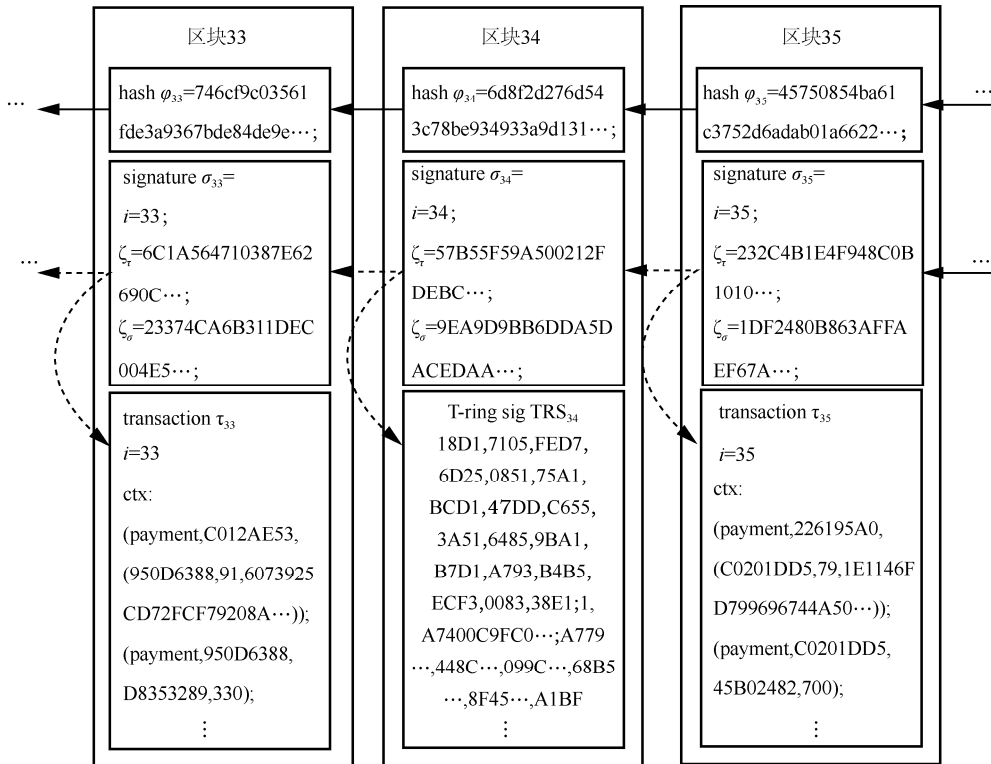 区块33
hash φ33=746cf9c03561
fde3a9367bde84de9e…;
signature σ33=
i=33;
ζτ=6C1A564710387E62
690C…;
ζσ=23374CA6B311DEC
004E5…;
transaction τ33
i=33
ctx:
(payment,C012AE53,
(950D6388,91,6073925
CD72FCF79208A…));
(payment,950D6388,
D8353289,330);
⋮
区块34
hash φ34=6d8f2d276d54
3c78be934933a9d131…;
signature σ34=
i=34;
ζτ=57B55F59A500212F
DEBC…;
ζσ=9EA9D9BB6DDA5D
ACEDAA…;
T-ring sig TRS34
18D1,7105,FED7,
6D25,0851,75A1,
BCD1,47DD,C655,
3A51,6485,9BA1,
B7D1,A793,B4B5,
ECF3,0083,38E1;1,
A7400C9FC0…;A779
…,448C…,099C…,68B5
…,8F45…,A1BF
⋮
区块35
hash φ35=45750854ba61
c3752d6adab01a6622…;
signature σ35=
i=35;
ζτ=232C4B1E4F948C0B
1010…;
ζσ=1DF2480B863AFFA
EF67A…;
transaction τ35
i=35
ctx:
(payment,226195A0,
(C0201DD5,79,1E1146F
D799696744A50…));
(payment,C0201DD5,
45B02482,700);
⋮
…
…
…
…